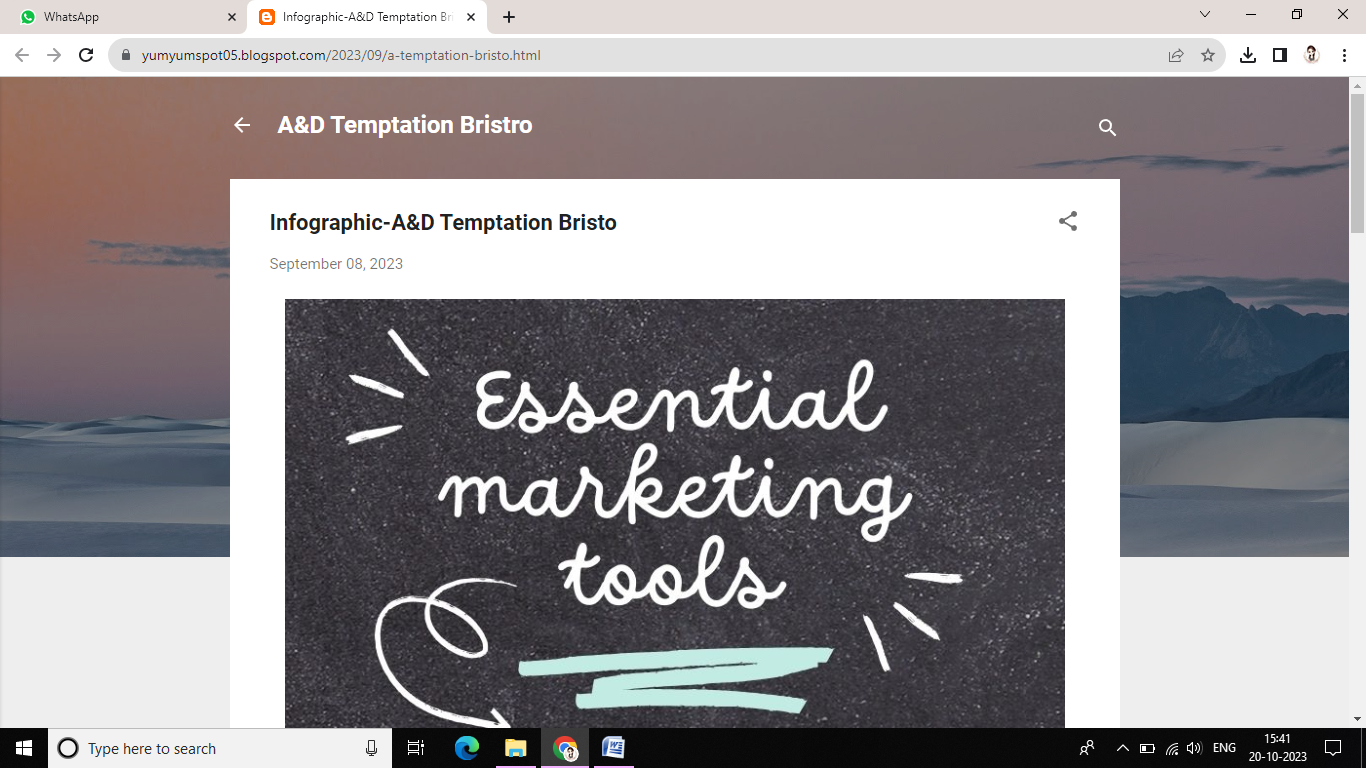 WhatsApp
Infographic-A&D Temptation Br
yumyumspot05.blogspot.com/2023/09/a-temptation-bristo.html
A&D Temptation Bristro
Infographic-A&D Temptation Bristo
September 08, 2023
Essential
marketing
tools
Type here to search
ENG
15:41
20-10-2023